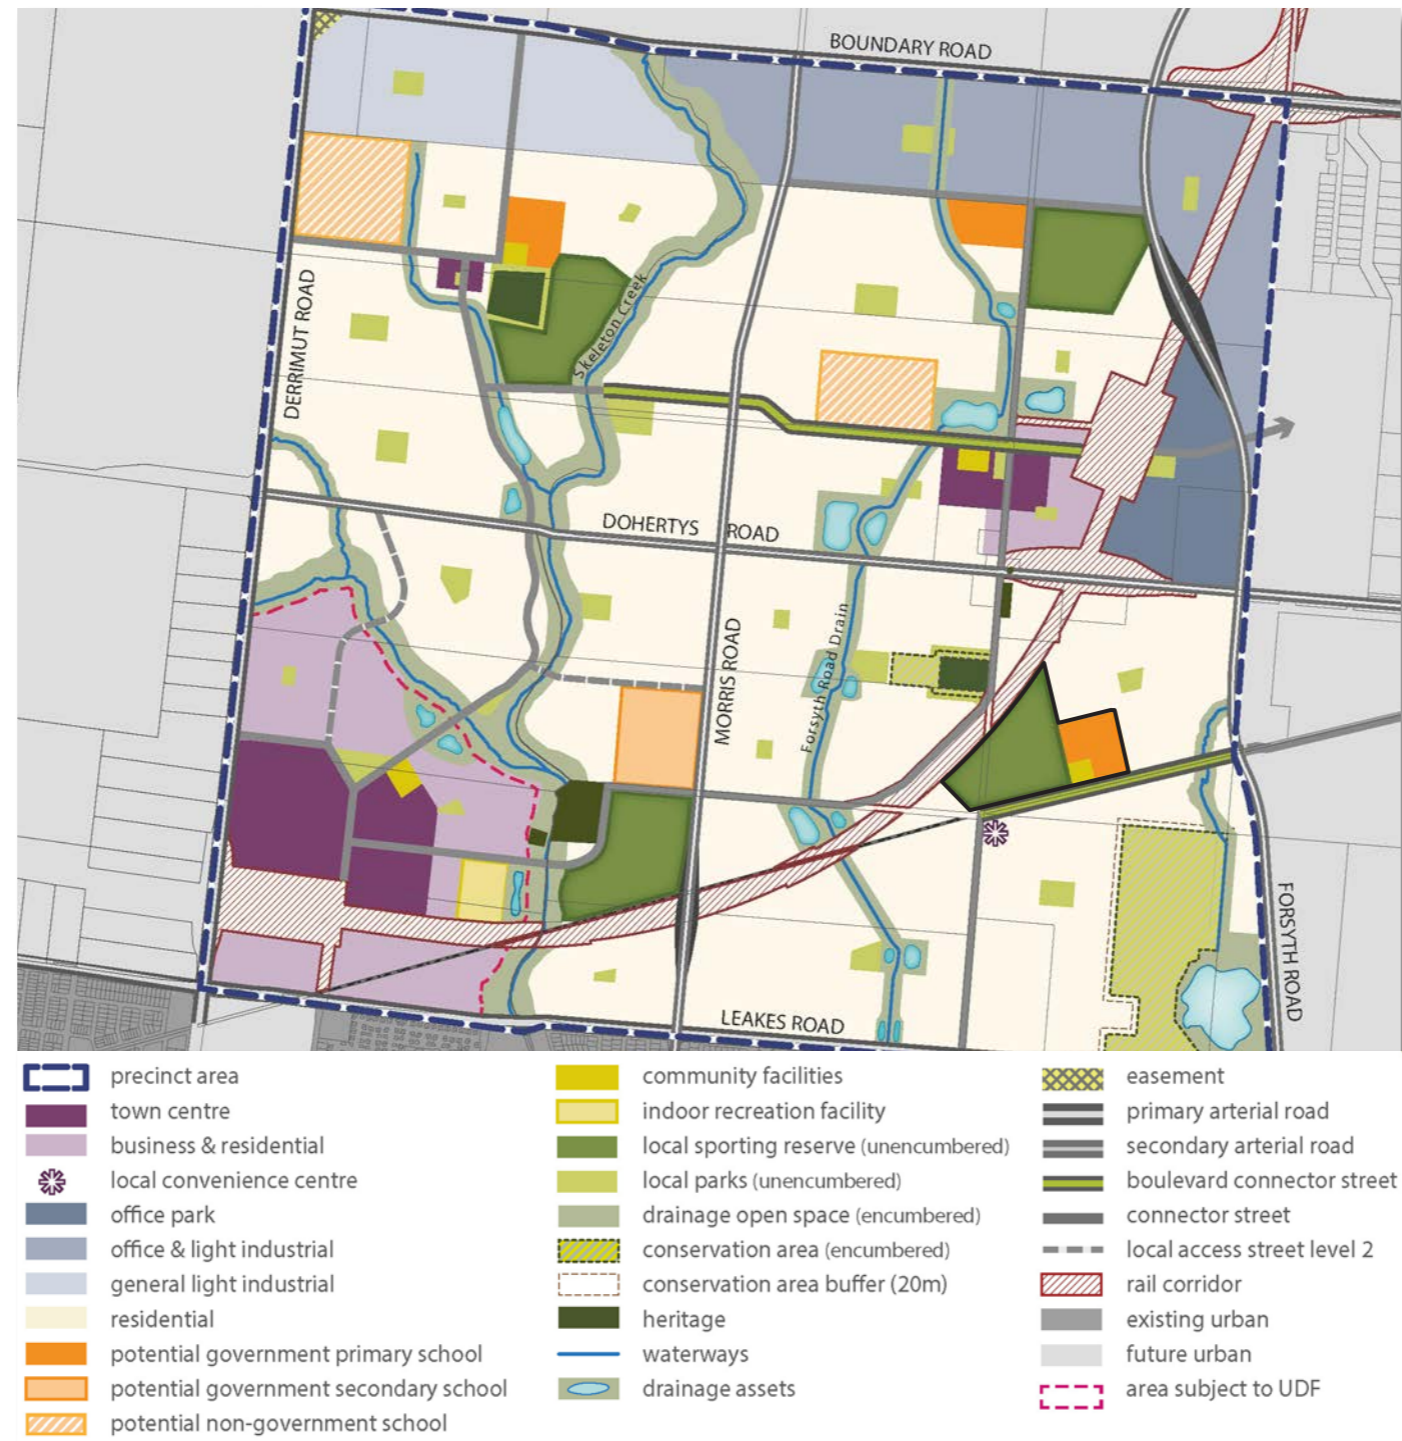 BOUNDARY ROAD
DERRIMUT ROAD
Skeleton Creek
DOHERTYS ROAD
MORRIS ROAD
Forsyth Road Drain
FORSYTH ROAD
LEAKES ROAD
precinct area
town centre
business & residential
local convenience centre
office park
office & light industrial
general light industrial
residential
potential government primary school
potential government secondary school
potential non-government school
community facilities
indoor recreation facility
local sporting reserve (unencumbered)
local parks (unencumbered)
drainage open space (encumbered)
conservation area (encumbered)
conservation area buffer (20m)
heritage
waterways
drainage assets
easement
primary arterial road
secondary arterial road
boulevard connector street
connector street
local access street level 2
rail corridor
existing urban
future urban
area subject to UDF